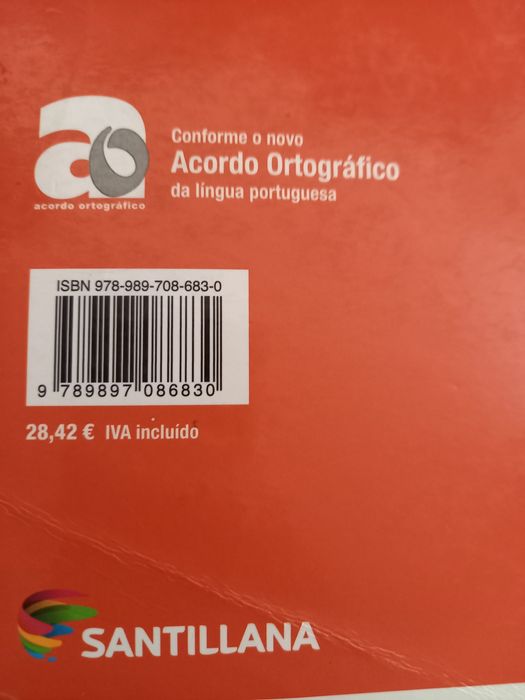 ao
acordo ortográfico
Conforme o novo
Acordo Ortográfico
da língua portuguesa
ISBN 978-989-708-683-0
9 789897 086830
28,42 € IVA incluído
SANTILLANA